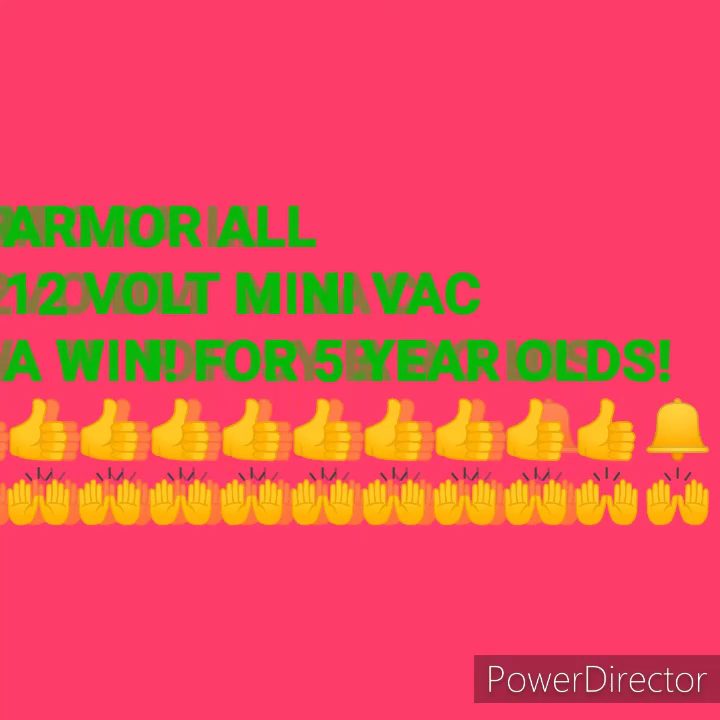 ARMOR ALL
12 VOLT MINI VAC
A WIN! FOR 5 YEAR OLDS!
👍👍👍👍👍👍👍👍👍🔔
🙌🙌🙌🙌🙌🙌🙌🙌🙌🙌
PowerDirector